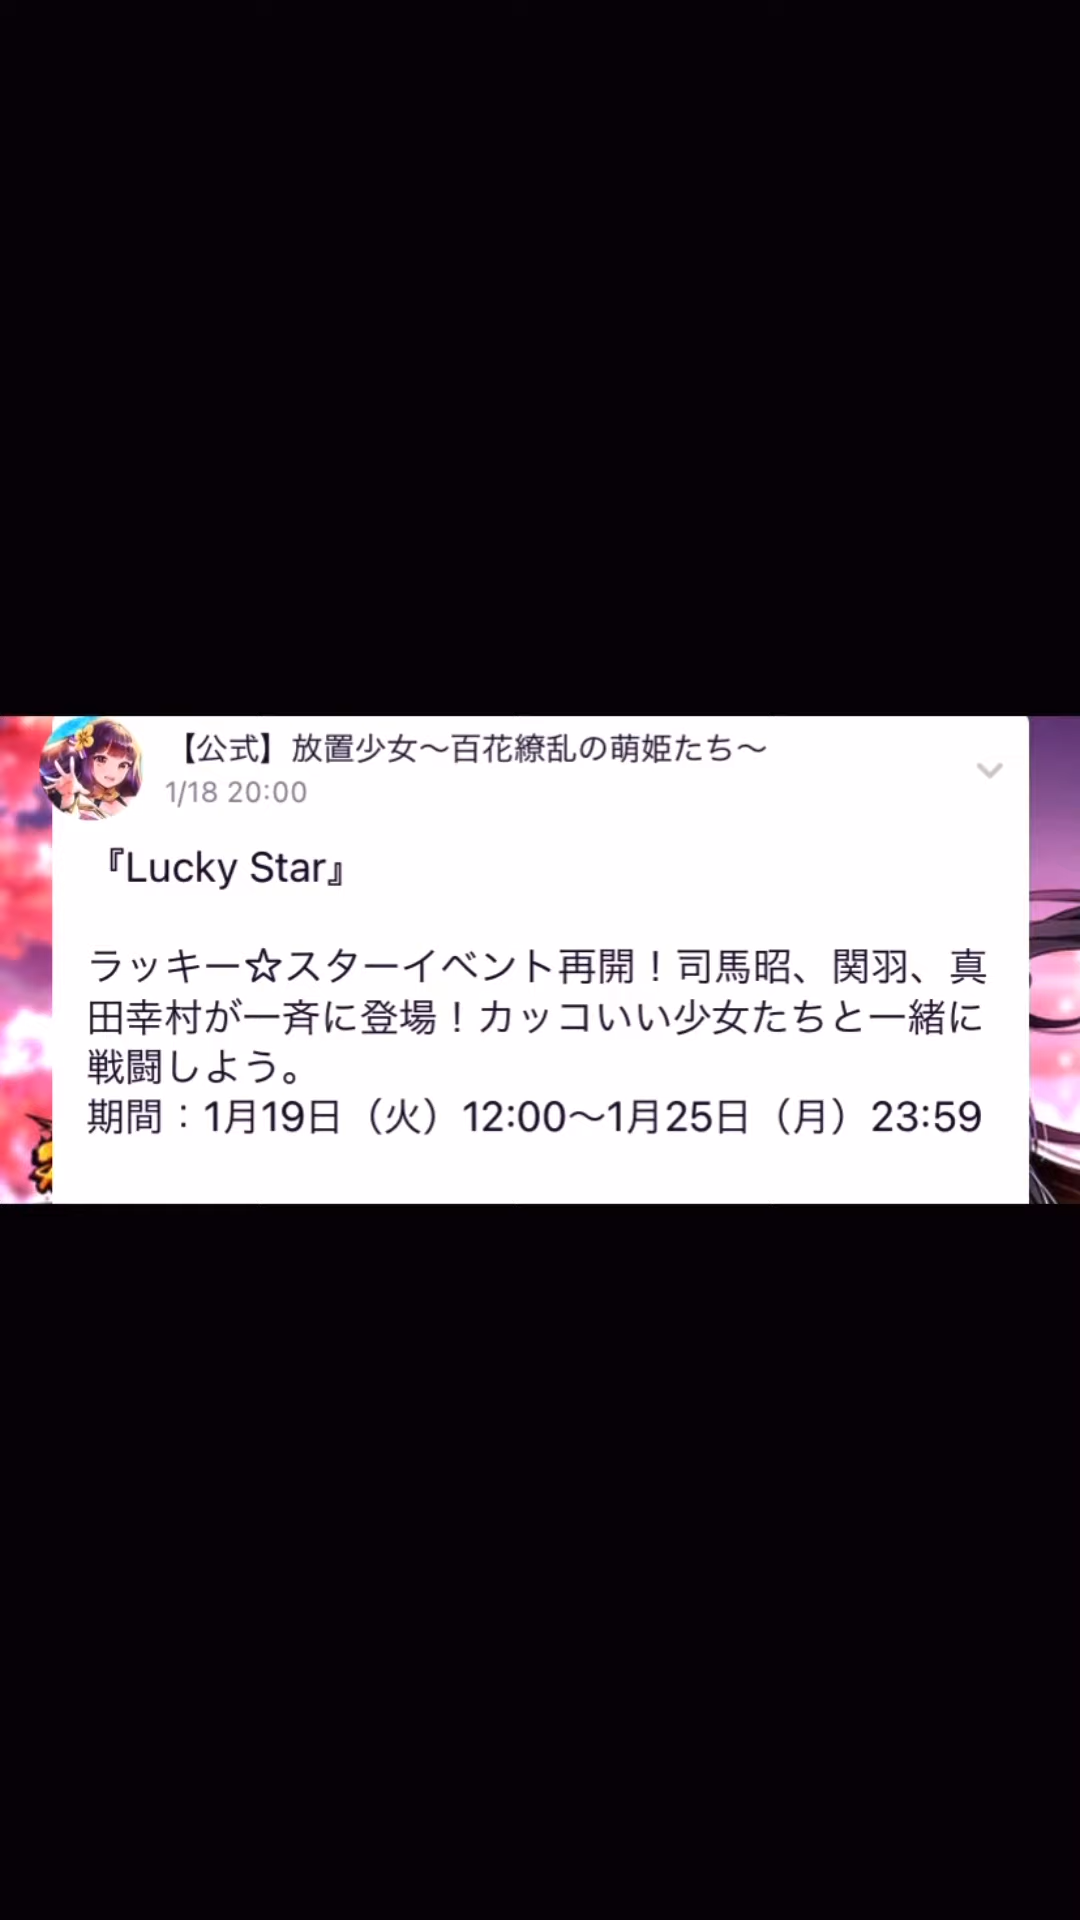 【公式】放置少女〜百花繚乱の萌姫たち〜
1/18 20:00
『Lucky Star』
ラッキー☆スターイベント再開！司馬昭、関羽、真
田幸村が一斉に登場！カッコいい少女たちと一緒に
戦闘しよう。
期間：1月19日（火）12:00〜1月25日（月）23:59